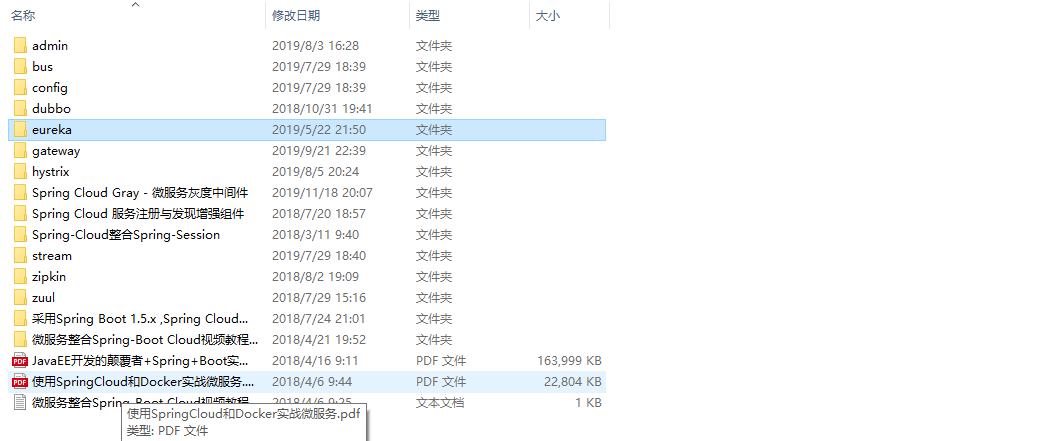 名称 修改日期 类型 大小
admin 2019/8/3 16:28 文件夹
bus 2019/7/29 18:39 文件夹
config 2019/7/29 18:39 文件夹
dubbo 2018/10/31 19:41 文件夹
eureka 2019/5/22 21:50 文件夹
gateway 2019/9/21 22:39 文件夹
hystrix 2019/8/5 20:24 文件夹
Spring Cloud Gray - 微服务灰度中间件 2019/11/18 20:07 文件夹
Spring Cloud 服务注册与发现增强组件 2018/7/20 18:57 文件夹
Spring-Cloud整合Spring-Session 2018/3/11 9:40 文件夹
stream 2019/7/29 18:40 文件夹
zipkin 2018/8/2 19:09 文件夹
zuul 2018/7/29 15:16 文件夹
采用Spring Boot 1.5.x ,Spring Cloud... 2018/7/24 21:01 文件夹
微服务整合Spring-Boot Cloud视频教程... 2018/4/21 19:52 文件夹
PDF JavaEE开发的颠覆者+Spring+Boot实... 2018/4/16 9:11 PDF 文件 163,999 KB
PDF 使用SpringCloud和Docker实战微服务.... 2018/4/6 9:44 PDF 文件 22,804 KB
微服务整合Spring-Boot Cloud视频教程 2018/4/6 9:25 文本文档 1 KB
使用SpringCloud和Docker实战微服务.pdf
类型: PDF 文件